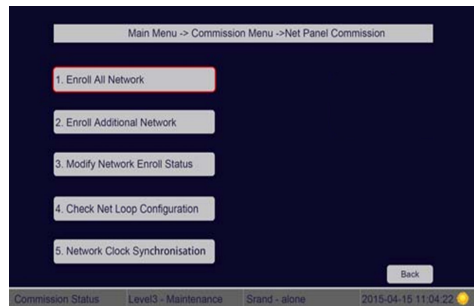 Main Menu -> Commission Menu ->Net Panel Commission
1. Enroll All Network
2. Enroll Additional Network
3. Modify Network Enroll Status
4. Check Net Loop Configuration
5. Network Clock Synchronisation
Back
Commission Status Level3 - Maintenance Srand - alone 2015-04-15 11:04:22